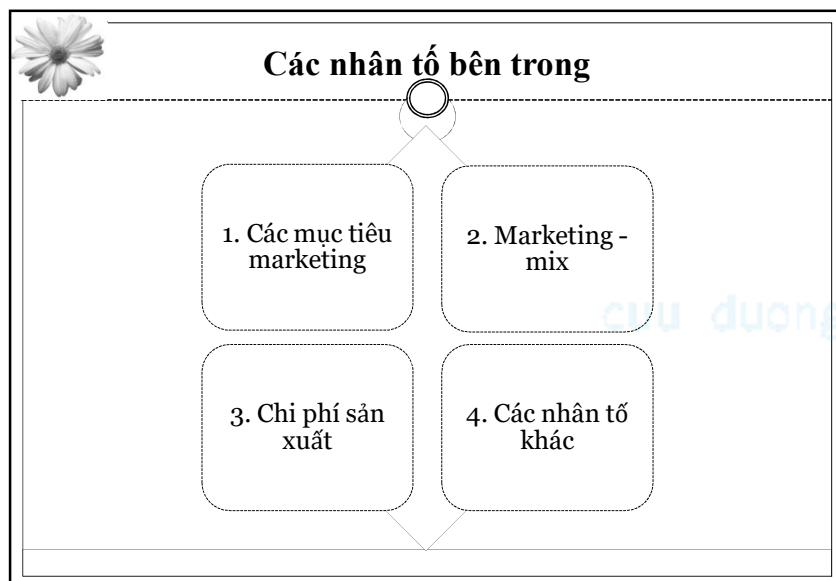 Các nhân tố bên trong
1. Các mục tiêu
marketing
2. Marketing -
mix
cuu duong
3. Chi phí sản
xuất
4. Các nhân tố
khác